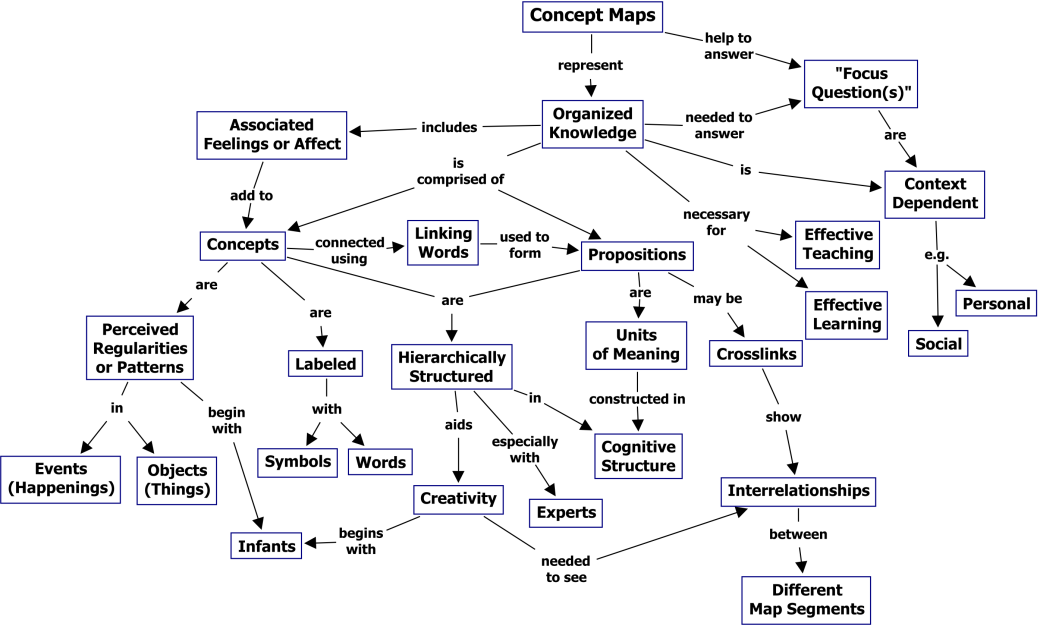 Concept Maps
help to
answer
represent
"Focus
Question(s)"
Organized
Knowledge
needed to
answer
Associated
Feelings or Affect
includes
are
is
comprised of
is
Context
Dependent
add to
necessary
for
Linking
Words
Effective
Teaching
Concepts
connected
using
used to
form
Propositions
e.g.
are
are
are
are
may be
Effective
Learning
Personal
Perceived
Regularities
or Patterns
Labeled
Hierarchically
Structured
Units
of Meaning
Crosslinks
Social
in
begin
with
with
aids
in
constructed in
show
especially
with
Events
(Happenings)
Objects
(Things)
Symbols
Words
Cognitive
Structure
Creativity
Experts
Interrelationships
Infants
begins
with
needed
to see
between
Different
Map Segments